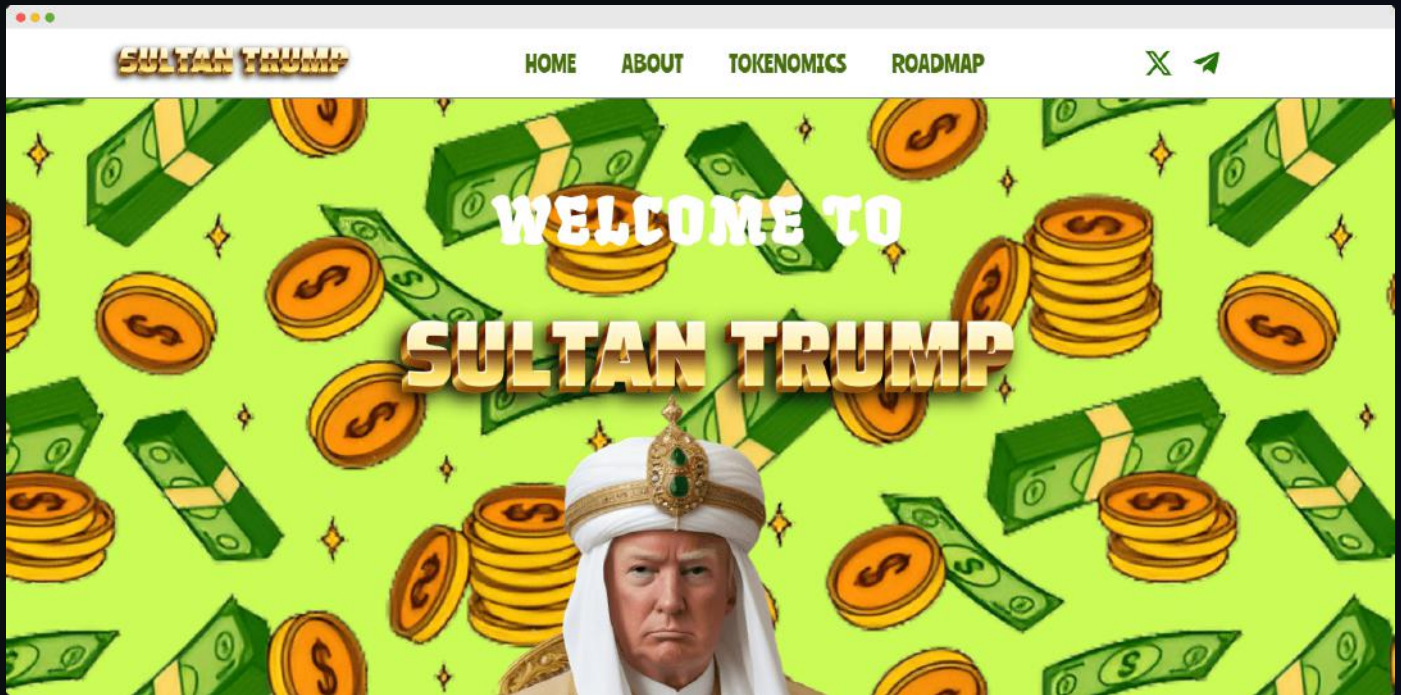 SULTAN TRUMP
HOME
ABOUT
TOKENOMICS
ROADMAP
WELCOME TO
SULTAN TRUMP